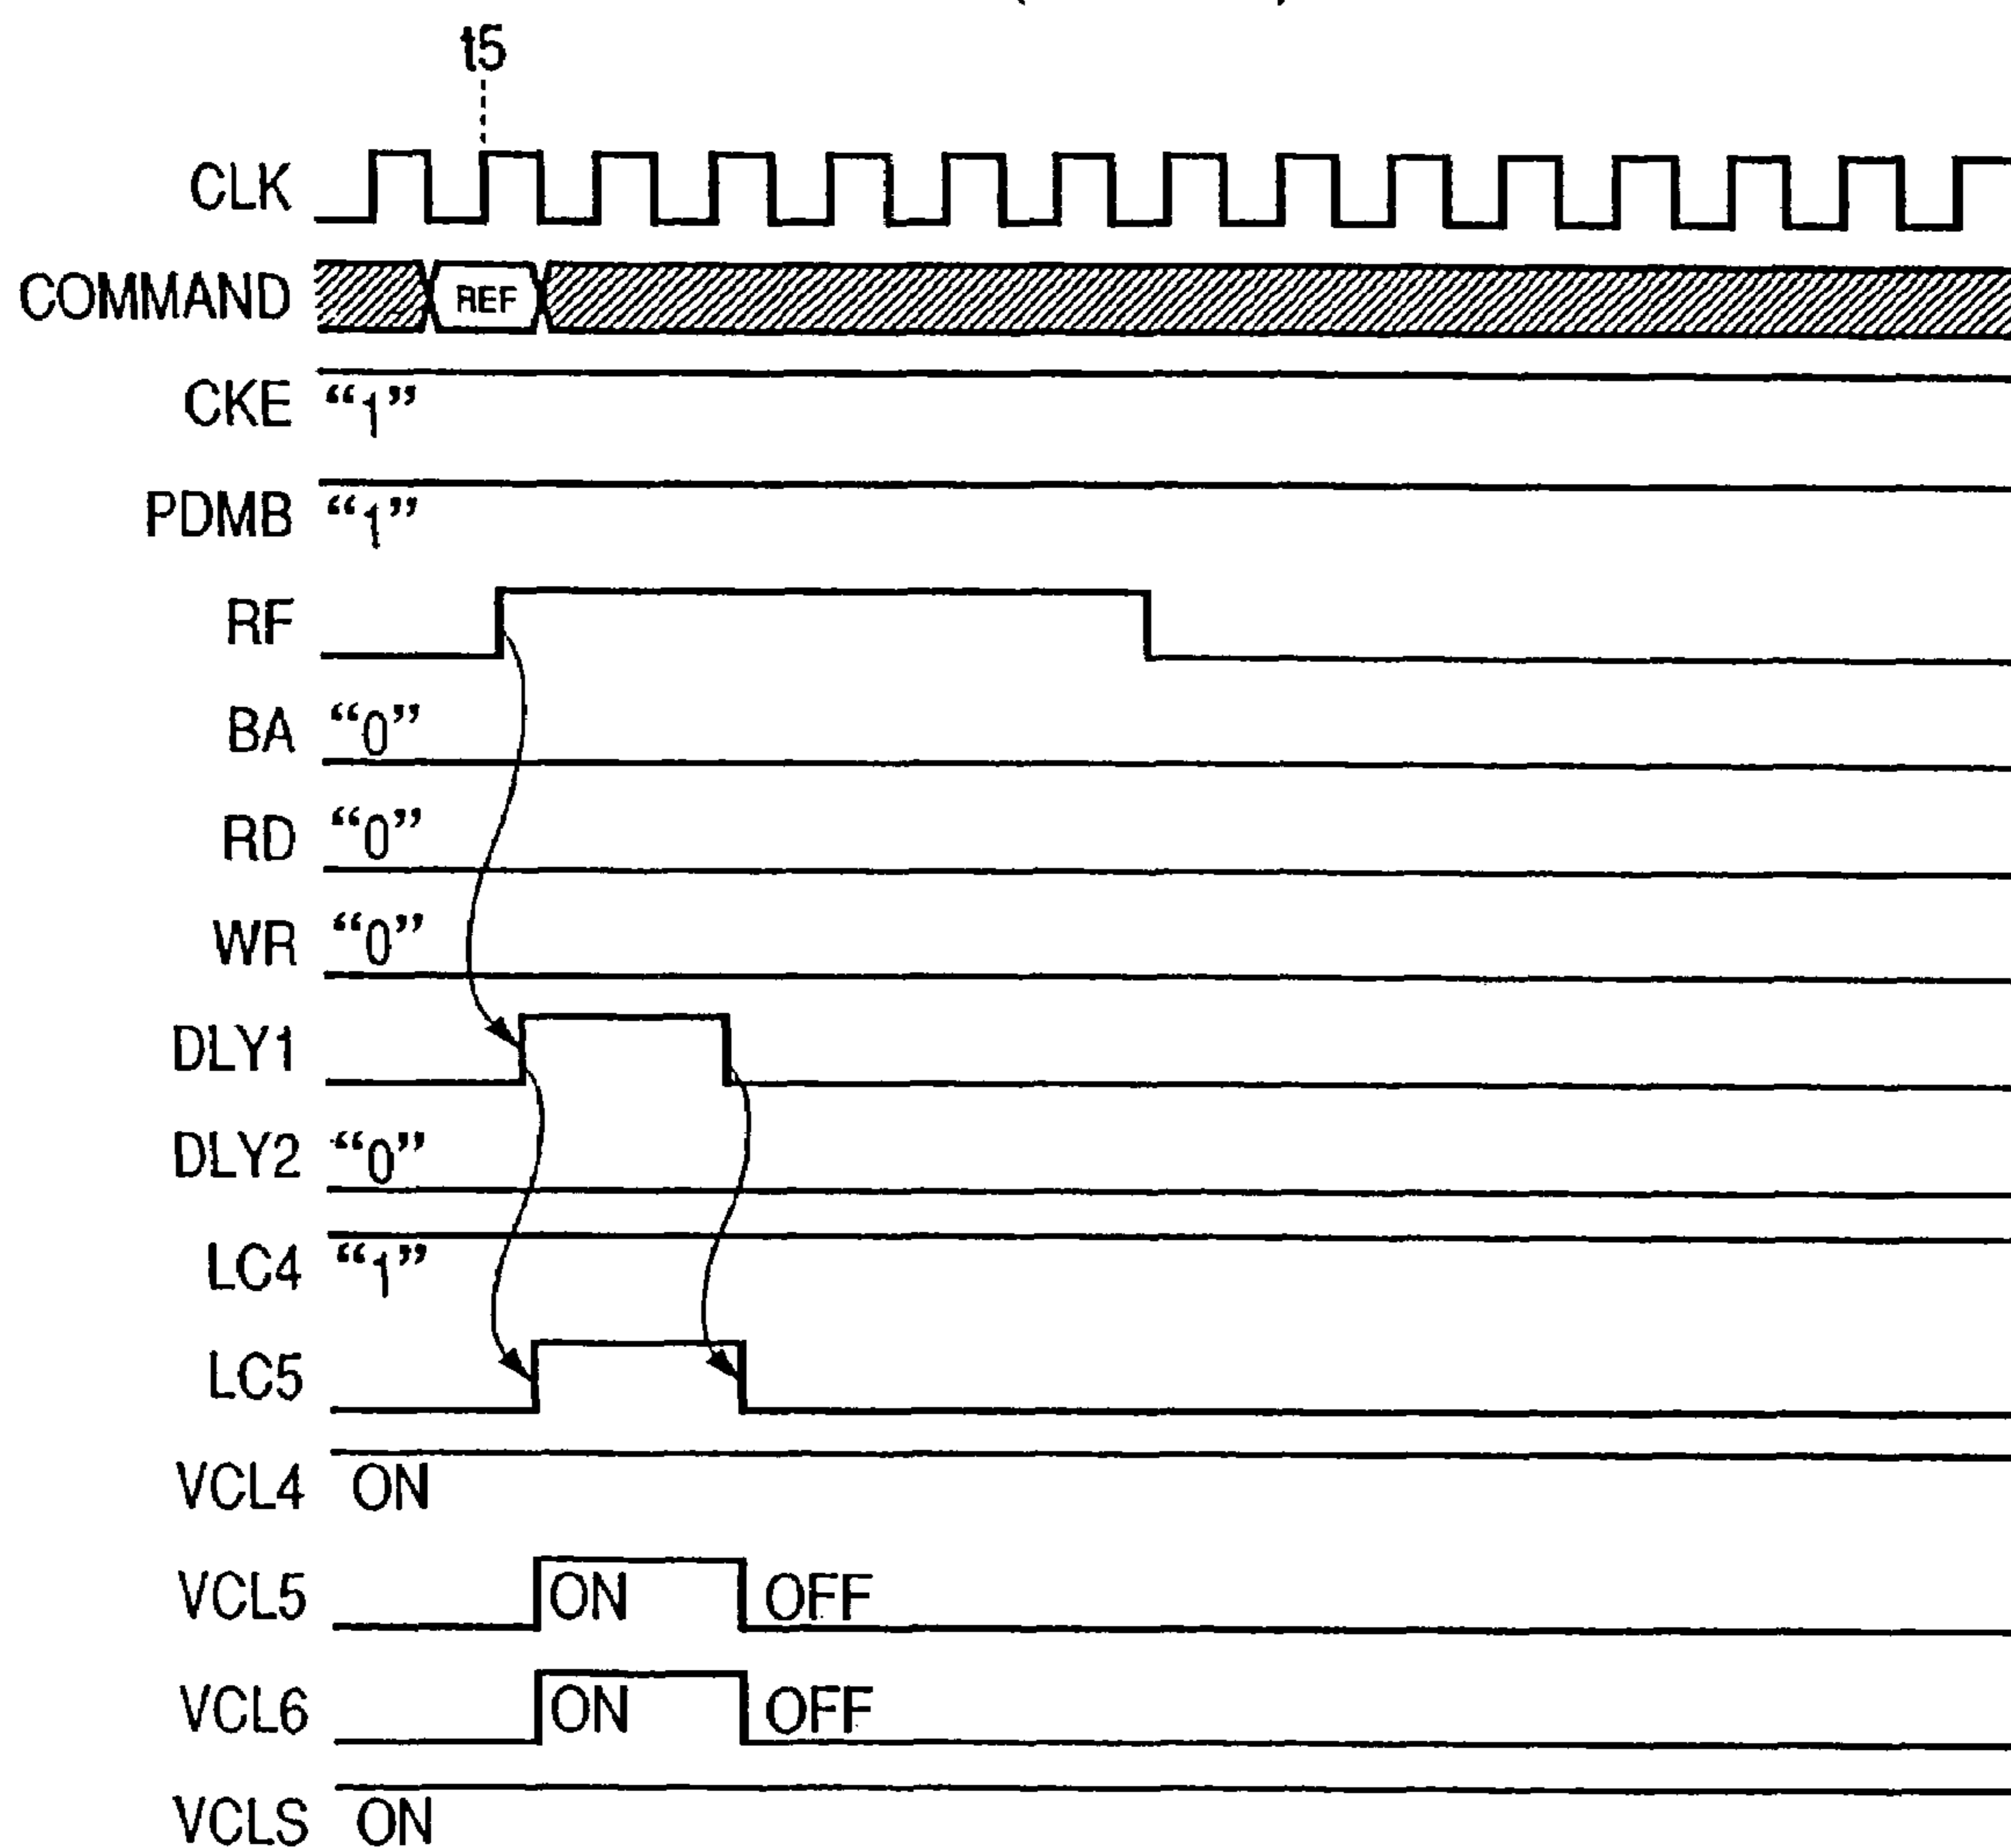 t5
CLK
COMMAND REF
CKE “1”
PDMB “1”
RF
BA “0”
RD “0”
WR “0”
DLY1
DLY2 “0”
LC4 “1”
LC5
VCL4 ON
VCL5 ON OFF
VCL6 ON OFF
VCLS ON